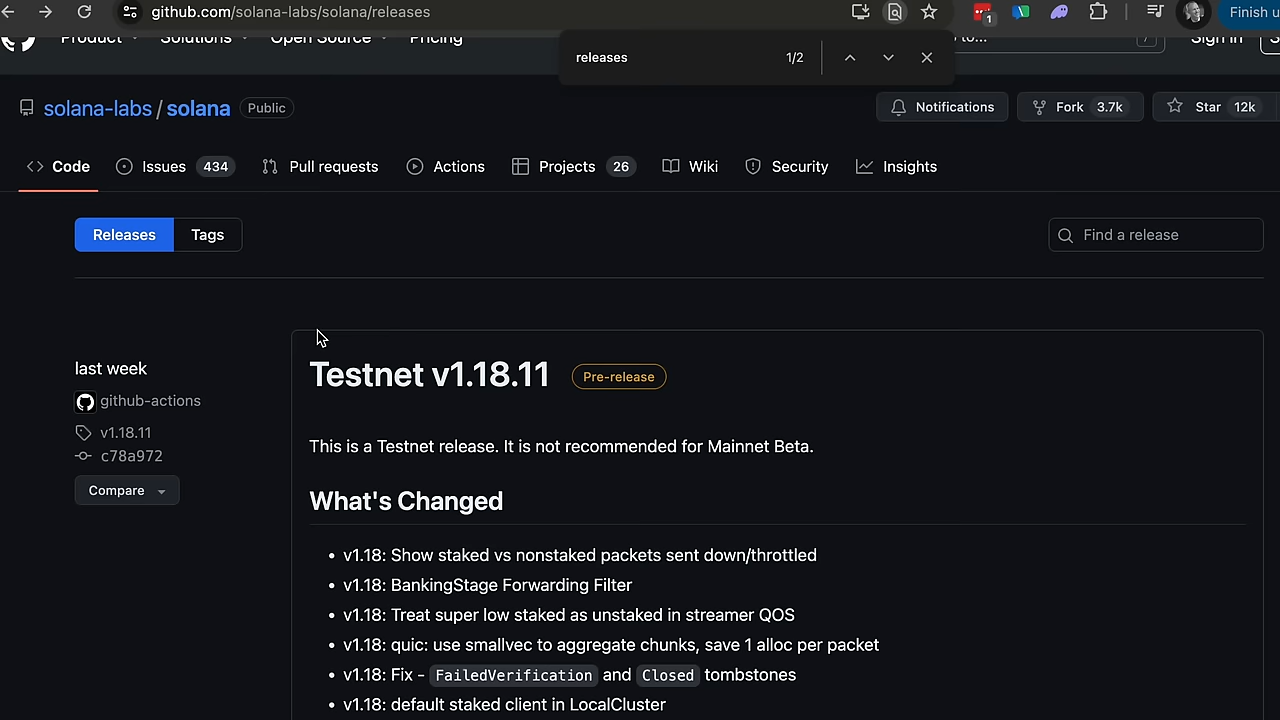 github.com/solana-labs/solana/releases
1
Finish u
Product
Solutions
Open Source
Pricing
releases
1/2
to...
/
Sign in
solana-labs / solana
Public
Notifications
Fork 3.7k
Star 12k
Code
Issues 434
Pull requests
Actions
Projects 26
Wiki
Security
Insights
Releases
Tags
Find a release
last week
github-actions
v1.18.11
c78a972
Compare
Testnet v1.18.11
Pre-release
This is a Testnet release. It is not recommended for Mainnet Beta.
What's Changed
• v1.18: Show staked vs nonstaked packets sent down/throttled
• v1.18: BankingStage Forwarding Filter
• v1.18: Treat super low staked as unstaked in streamer QOS
• v1.18: quic: use smallvec to aggregate chunks, save 1 alloc per packet
• v1.18: Fix - FailedVerification and Closed tombstones
• v1.18: default staked client in LocalCluster